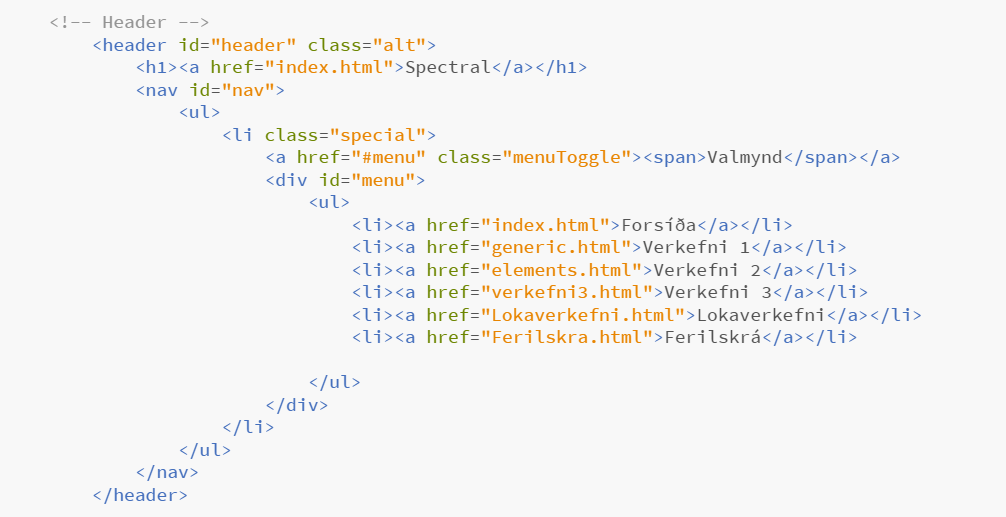 <!-- Header -->
<header id="header" class="alt">
<h1><a href="index.html">Spectral</a></h1>
<nav id="nav">
<ul>
<li class="special">
<a href="#menu" class="menuToggle"><span>Valmynd</span></a>
<div id="menu">
<ul>
<li><a href="index.html">Forsíða</a></li>
<li><a href="generic.html">Verkefni 1</a></li>
<li><a href="elements.html">Verkefni 2</a></li>
<li><a href="verkefni3.html">Verkefni 3</a></li>
<li><a href="Lokaverkefni.html">Lokaverkefni</a></li>
<li><a href="Ferilskra.html">Ferilskrá</a></li>
</ul>
</div>
</li>
</ul>
</nav>
</header>